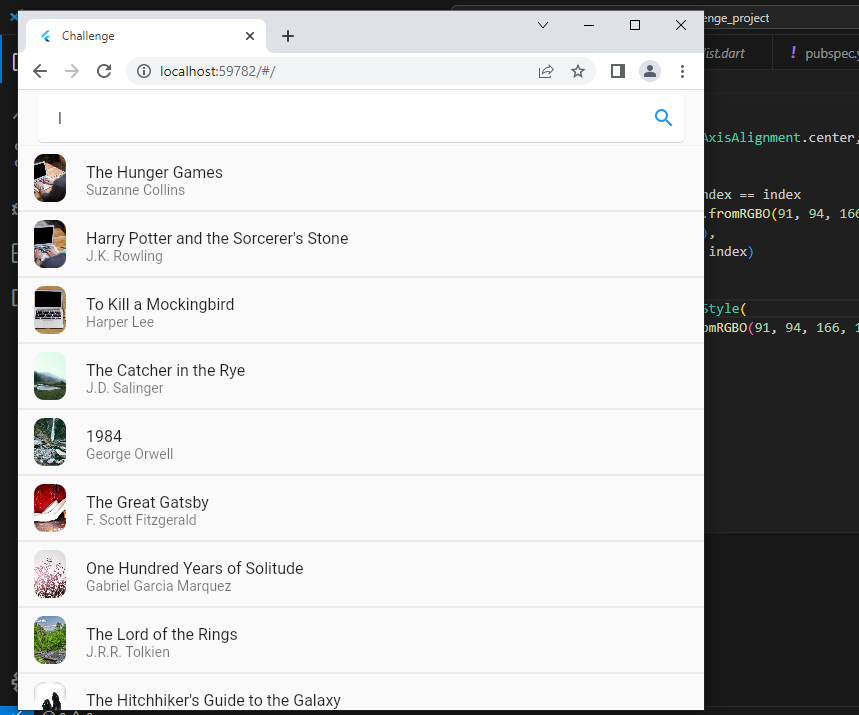 Challenge
enge_project
localhost:59782/#/
list.dart
! pubspec.y
AxisAlignment.center,
ndex == index
.fromRGBO(91, 94, 166
),
index)
Style(
omRGBO(91, 94, 166, 1
The Hunger Games
Suzanne Collins
Harry Potter and the Sorcerer's Stone
J.K. Rowling
To Kill a Mockingbird
Harper Lee
The Catcher in the Rye
J.D. Salinger
1984
George Orwell
The Great Gatsby
F. Scott Fitzgerald
One Hundred Years of Solitude
Gabriel Garcia Marquez
The Lord of the Rings
J.R.R. Tolkien
The Hitchhiker's Guide to the Galaxy